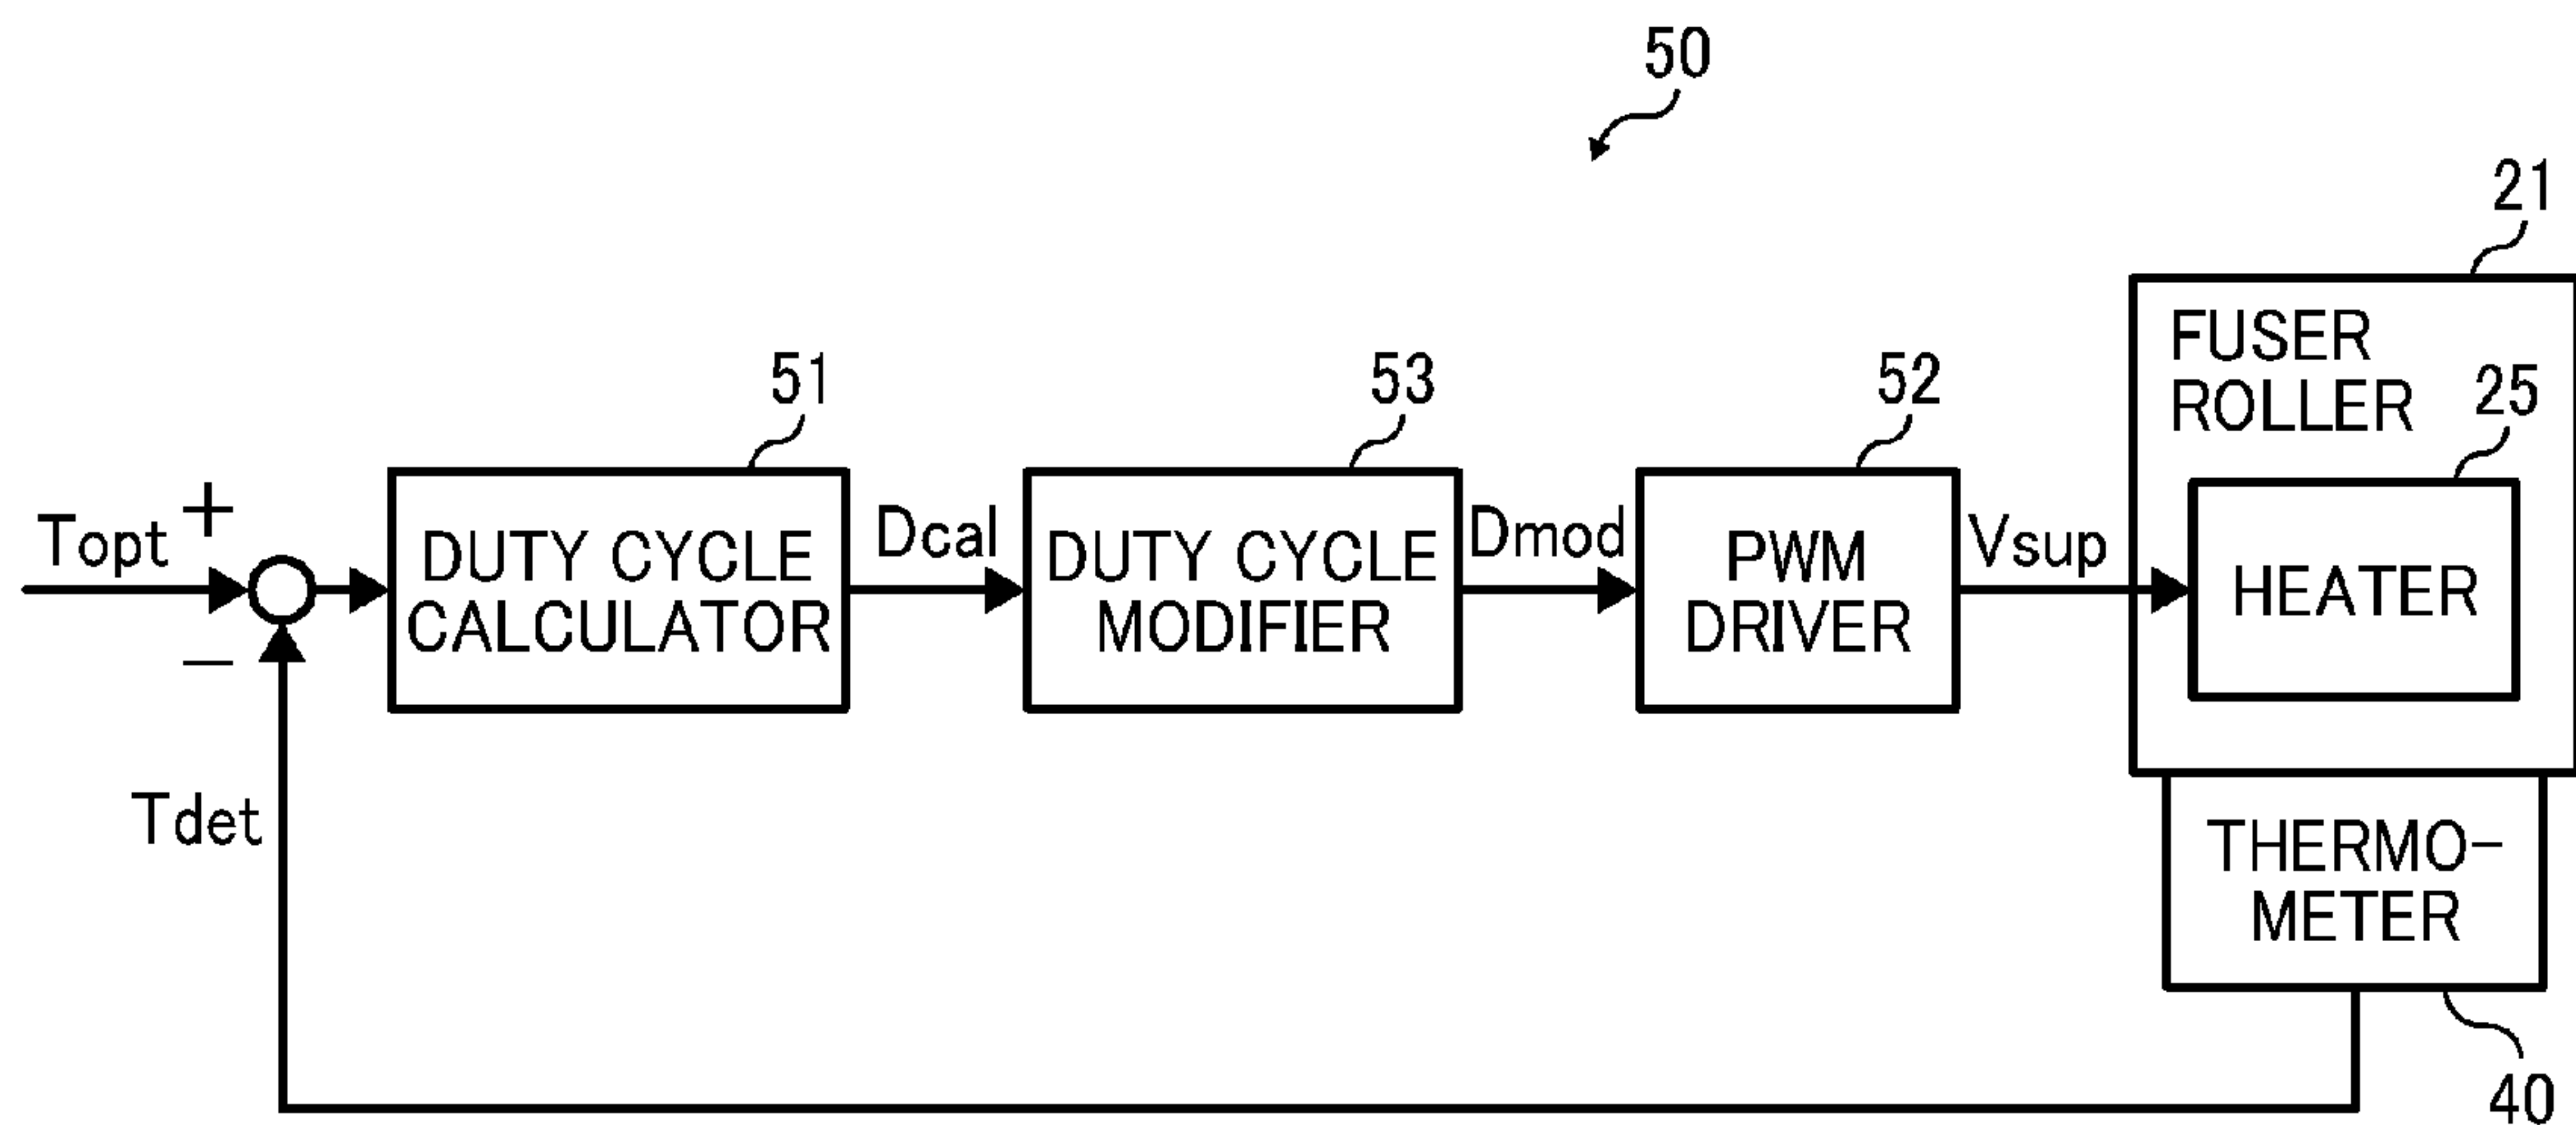 50
21
FUSER
ROLLER
25
51
53
52
Topt
+
−
DUTY CYCLE
CALCULATOR
Dcal
DUTY CYCLE
MODIFIER
Dmod
PWM
DRIVER
Vsup
HEATER
Tdet
THERMO-
METER
40